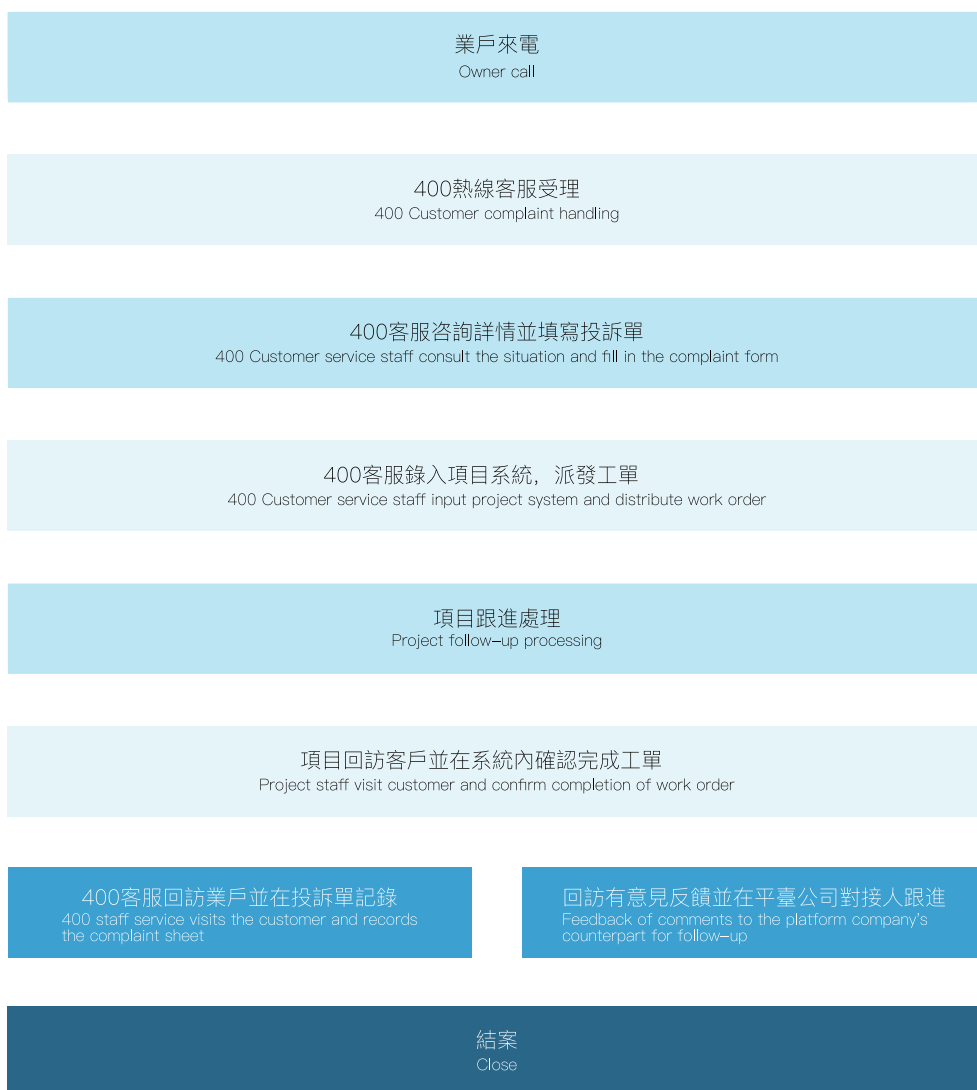 業戶來電
Owner call
400熱線客服受理
400 Customer complaint handling
400客服咨詢詳情並填寫投訴單
400 Customer service staff consult the situation and fill in the complaint form
400客服錄入項目系統，派發工單
400 Customer service staff input project system and distribute work order
項目跟進處理
Project follow-up processing
項目回訪客戶並在系統內確認完成工單
Project staff visit customer and confirm completion of work order
400客服回訪業戶並在投訴單記錄
400 staff service visits the customer and records
the complaint sheet
回訪有意見反饋並在平臺公司對接人跟進
Feedback of comments to the platform company's
counterpart for follow-up
結案
Close